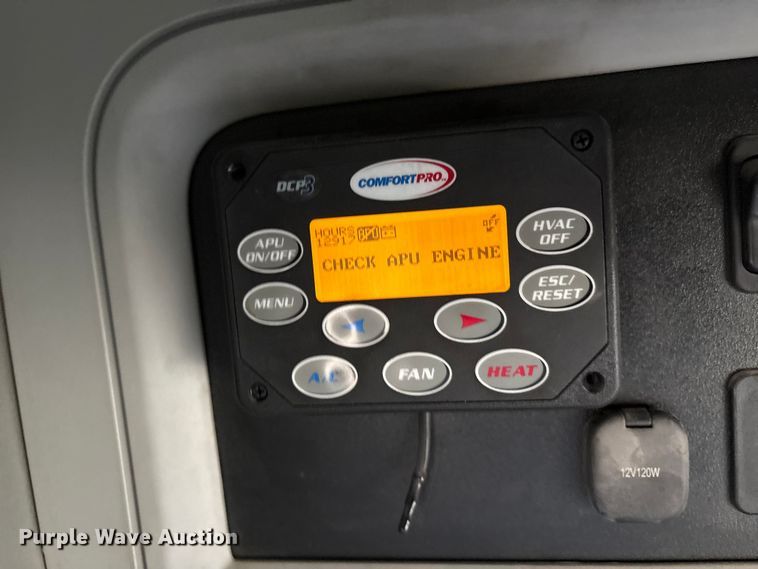 DCP3
COMFORTPRO
HOURS
12917
APU
OFF
CHECK APU ENGINE
APU
ON/OFF
HVAC
OFF
MENU
ESC/
RESET
A/C
FAN
HEAT
12V120W
Purple Wave Auction